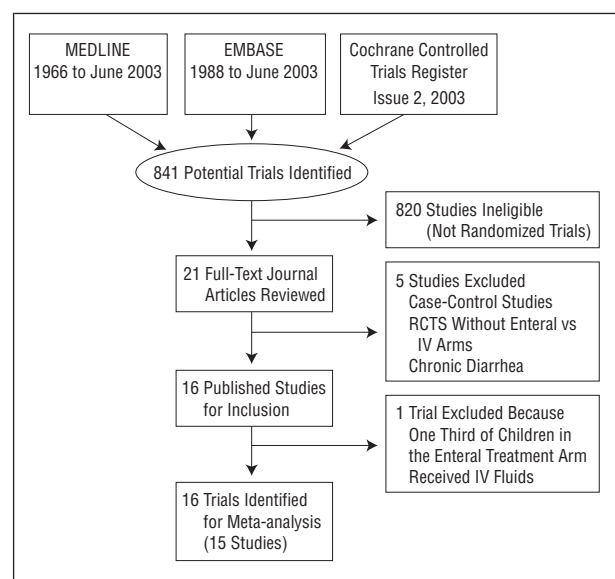 MEDLINE
1966 to June 2003
EMBASE
1988 to June 2003
Cochrane Controlled
Trials Register
Issue 2, 2003
841 Potential Trials Identified
820 Studies Ineligible
(Not Randomized Trials)
21 Full-Text Journal
Articles Reviewed
5 Studies Excluded
Case-Control Studies
RCTS Without Enteral vs
IV Arms
Chronic Diarrhea
16 Published Studies
for Inclusion
1 Trial Excluded Because
One Third of Children in
the Enteral Treatment Arm
Received IV Fluids
16 Trials Identified
for Meta-analysis
(15 Studies)